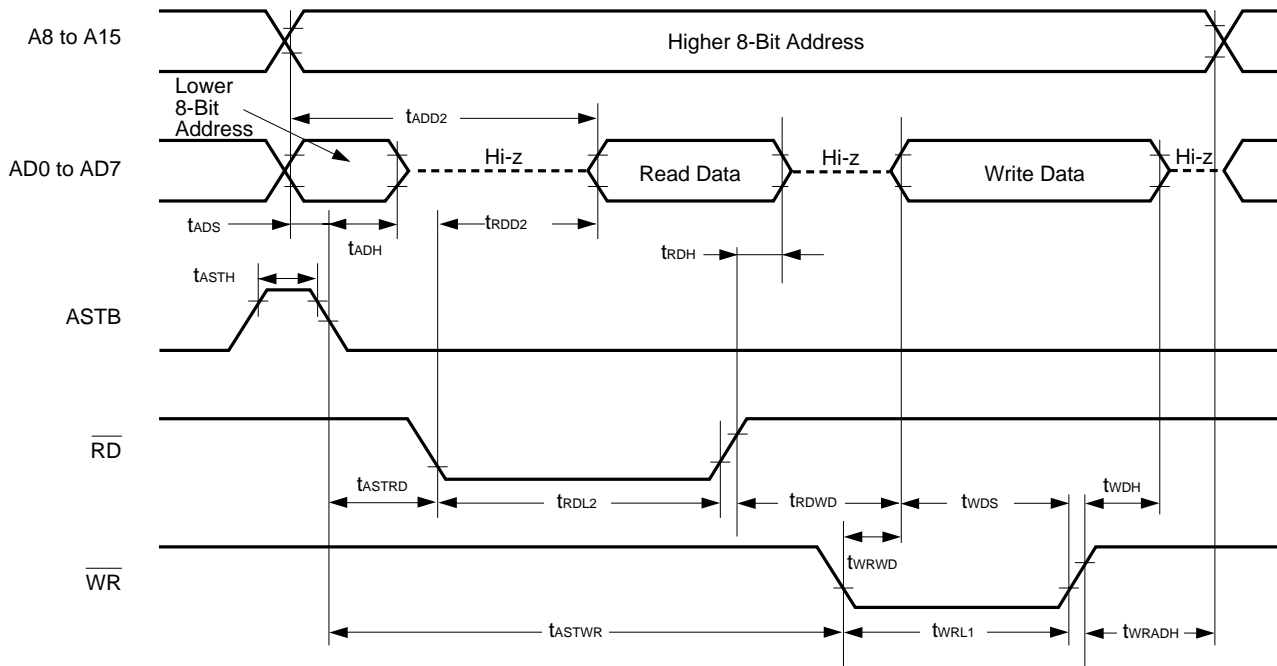 A8 to A15
Higher 8-Bit Address
Lower
8-Bit
Address
tADD2
AD0 to AD7
Hi-z
Read Data
Hi-z
Write Data
Hi-z
tADS
tADH
tRDD2
tRDH
tASTH
ASTB
RD
tASTRD
tRDL2
tRDWD
tWDS
tWDH
tWRWD
WR
tASTWR
tWRL1
tWRADH